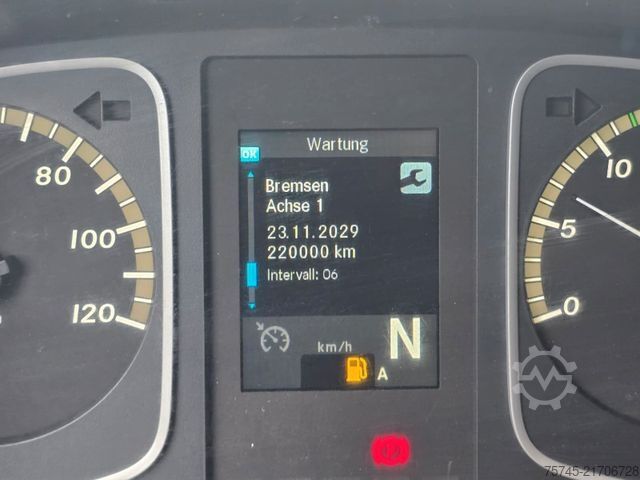 Wartung
OK
Bremsen
Achse 1
23.11.2029
220000 km
Intervall: 06
km/h
N
A
80
100
120
10
5
0
75745-21706728